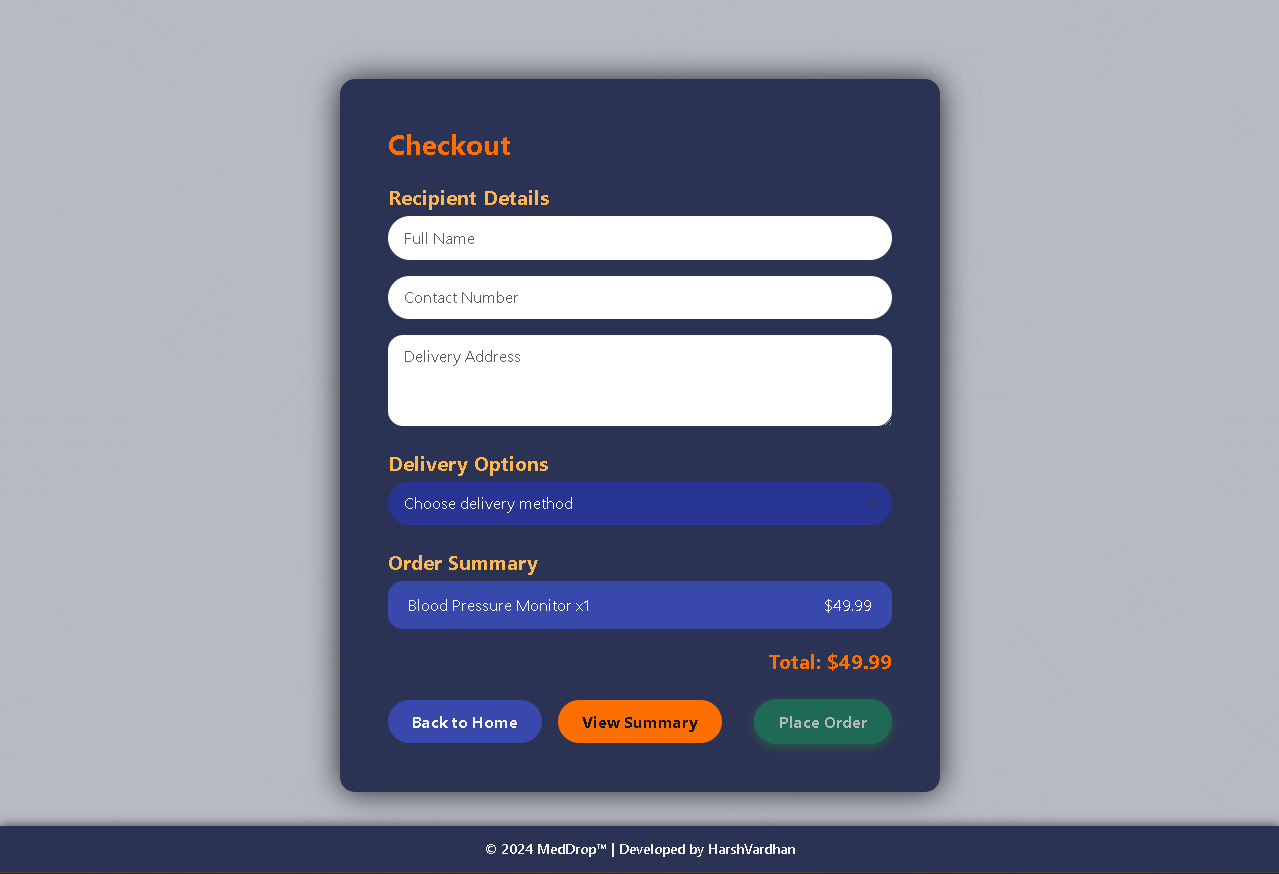 Checkout
Recipient Details
Full Name
Contact Number
Delivery Address
Delivery Options
Choose delivery method
Order Summary
Blood Pressure Monitor x1 $49.99
Total: $49.99
Back to Home View Summary Place Order
© 2024 MedDrop™ | Developed by HarshVardhan